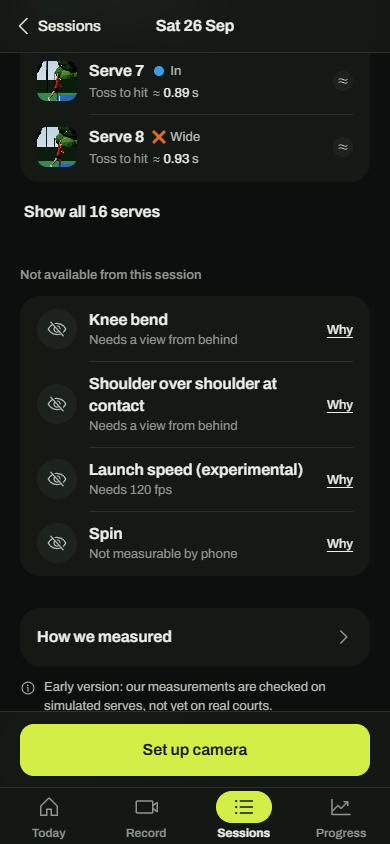 Sessions
Sat 26 Sep
Serve 7 In
Toss to hit ≈ 0.89 s
≈
Serve 8 ❌ Wide
Toss to hit ≈ 0.93 s
≈
Show all 16 serves
Not available from this session
Knee bend
Needs a view from behind
Why
Shoulder over shoulder at
contact
Needs a view from behind
Why
Launch speed (experimental)
Needs 120 fps
Why
Spin
Not measurable by phone
Why
How we measured
Early version: our measurements are checked on
simulated serves, not yet on real courts.
Set up camera
Today
Record
Sessions
Progress